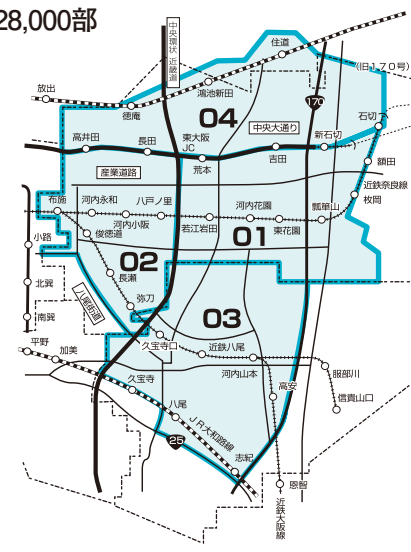 28,000部
中央環状
近畿道
住道
(旧170号)
放出
徳庵
鴻池新田
04
170
石切
高井田
長田
東大阪
JC
中央大通り
荒本
吉田
新石切
額田
産業道路
近鉄奈良線
枚岡
布施
河内永和
八戸ノ里
河内花園
瓢箪山
河内小阪
若江岩田
東花園
小路
俊徳道
01
02
長瀬
北巽
八尾街道
弥刀
03
南巽
平野
加美
久宝寺口
近鉄八尾
河内山本
服部川
久宝寺
高安
信貴山口
八尾
JR大和路線
25
志紀
恩智
近鉄大阪線